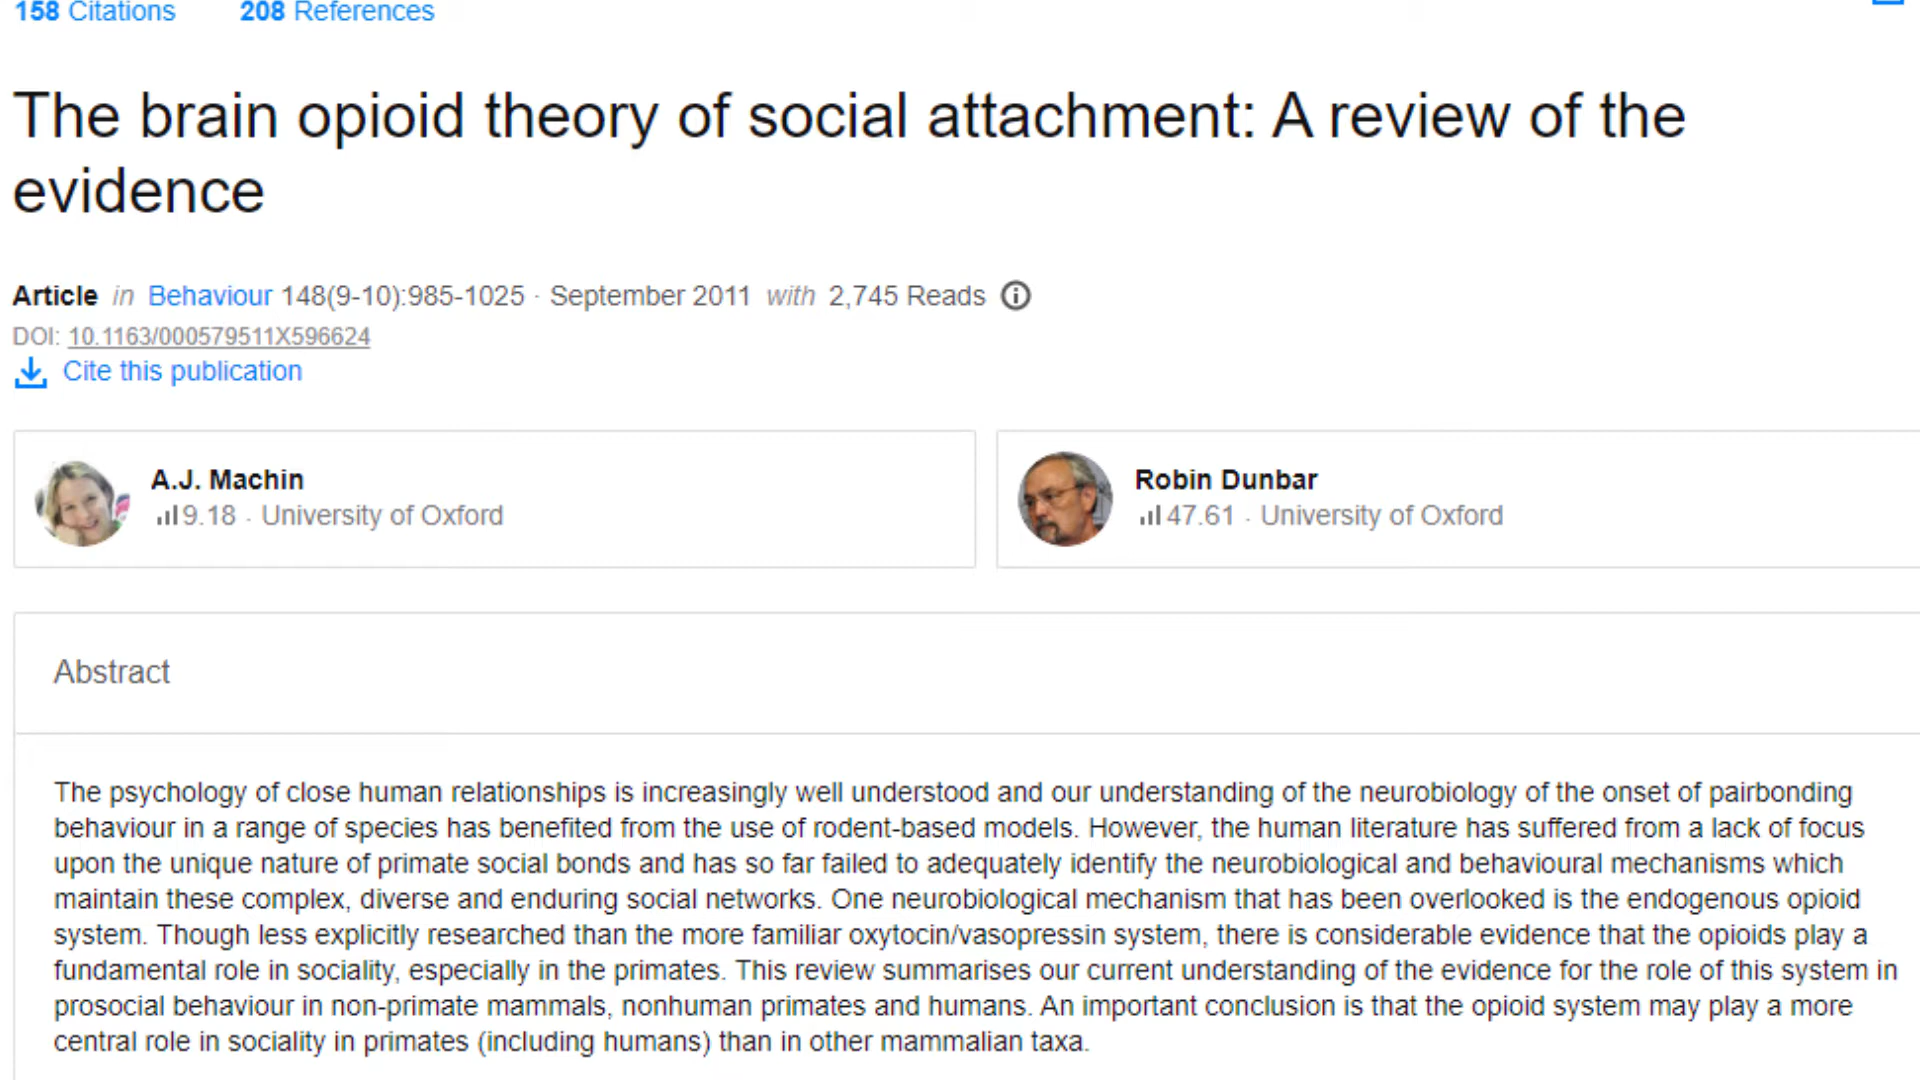 158 Citations 208 References
The brain opioid theory of social attachment: A review of the
evidence
Article in Behaviour 148(9-10):985-1025 · September 2011 with 2,745 Reads
DOI: 10.1163/000579511X596624
Cite this publication
A.J. Machin
9.18 · University of Oxford
Robin Dunbar
47.61 · University of Oxford
Abstract
The psychology of close human relationships is increasingly well understood and our understanding of the neurobiology of the onset of pairbonding
behaviour in a range of species has benefited from the use of rodent-based models. However, the human literature has suffered from a lack of focus
upon the unique nature of primate social bonds and has so far failed to adequately identify the neurobiological and behavioural mechanisms which
maintain these complex, diverse and enduring social networks. One neurobiological mechanism that has been overlooked is the endogenous opioid
system. Though less explicitly researched than the more familiar oxytocin/vasopressin system, there is considerable evidence that the opioids play a
fundamental role in sociality, especially in the primates. This review summarises our current understanding of the evidence for the role of this system in
prosocial behaviour in non-primate mammals, nonhuman primates and humans. An important conclusion is that the opioid system may play a more
central role in sociality in primates (including humans) than in other mammalian taxa.